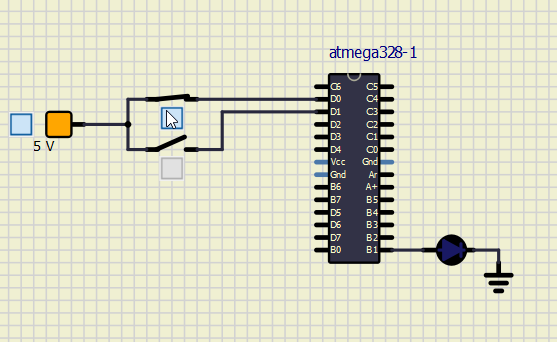 atmega328-1
C6 C5
D0 C4
D1 C3
D2 C2
D3 C1
D4 C0
Vcc Gnd
Gnd Ar
B6 A+
B7 B5
D5 B4
D6 B3
D7 B2
B0 B1
5 V